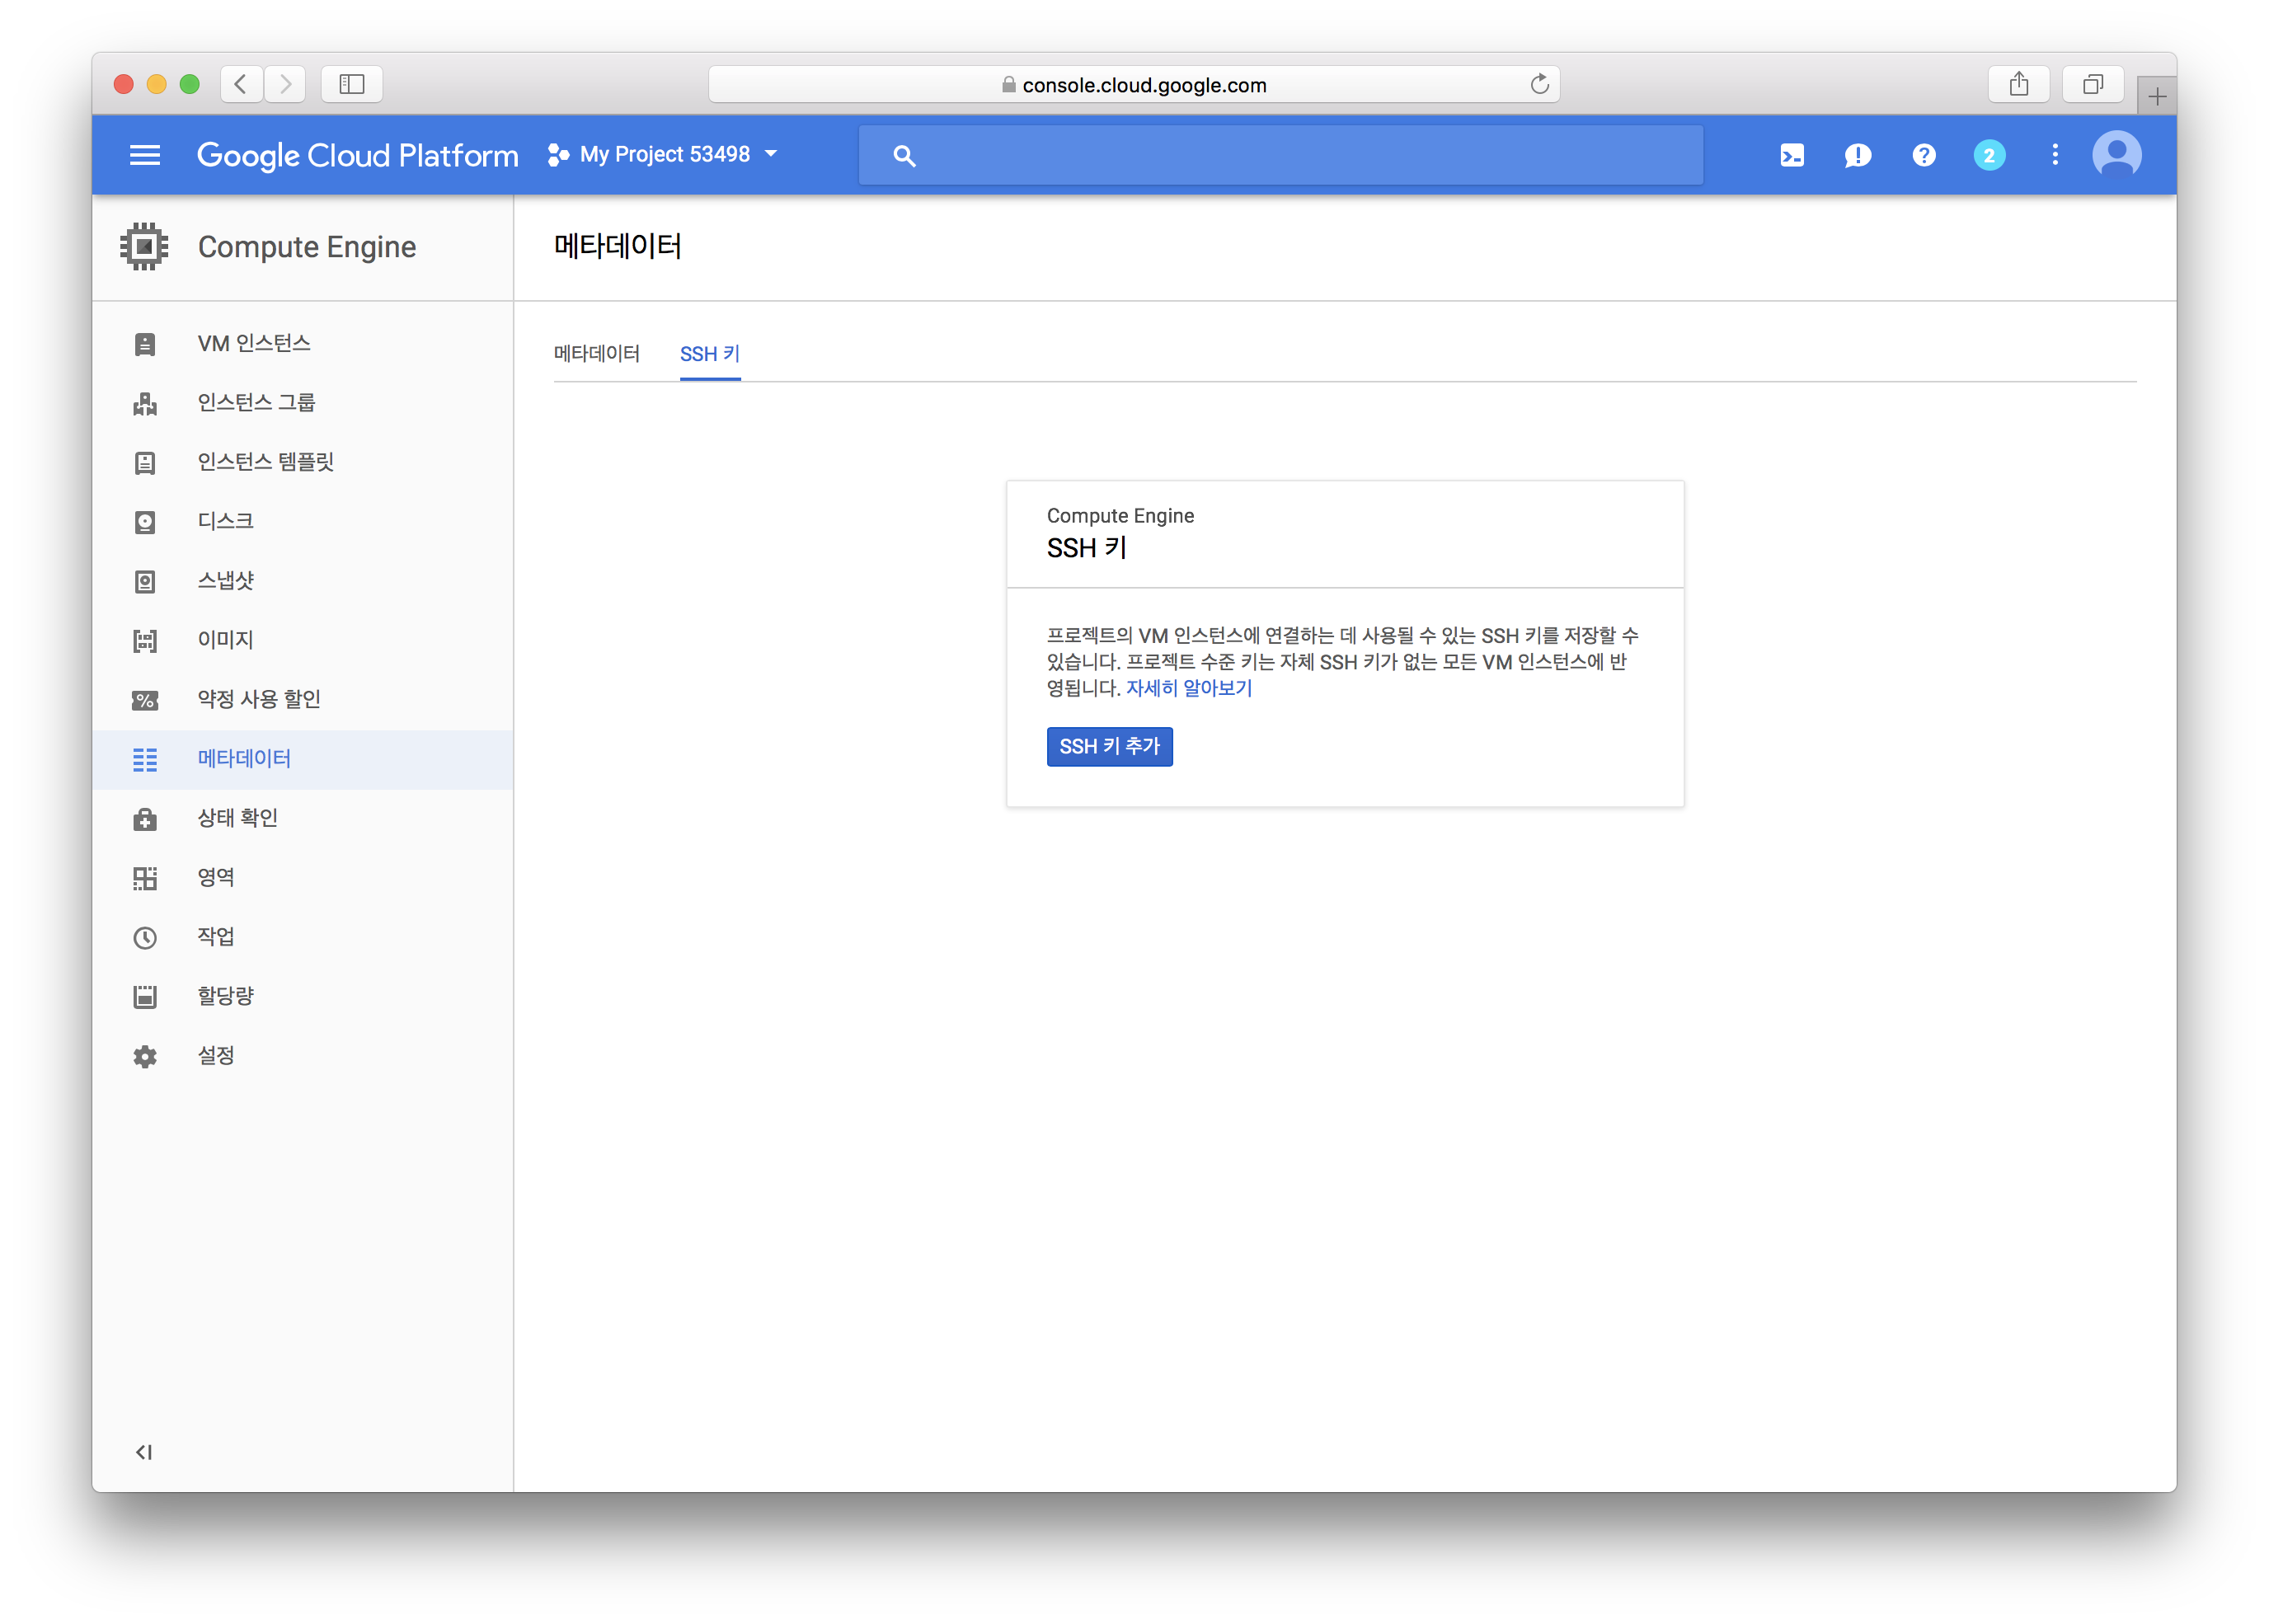 console.cloud.google.com
Google Cloud Platform
My Project 53498
2
Compute Engine
VM 인스턴스
인스턴스 그룹
인스턴스 템플릿
디스크
스냅샷
이미지
약정 사용 할인
메타데이터
상태 확인
영역
작업
할당량
설정
메타데이터
메타데이터
SSH 키
Compute Engine
SSH 키
프로젝트의 VM 인스턴스에 연결하는 데 사용될 수 있는 SSH 키를 저장할 수
있습니다. 프로젝트 수준 키는 자체 SSH 키가 없는 모든 VM 인스턴스에 반
영됩니다. 자세히 알아보기
SSH 키 추가